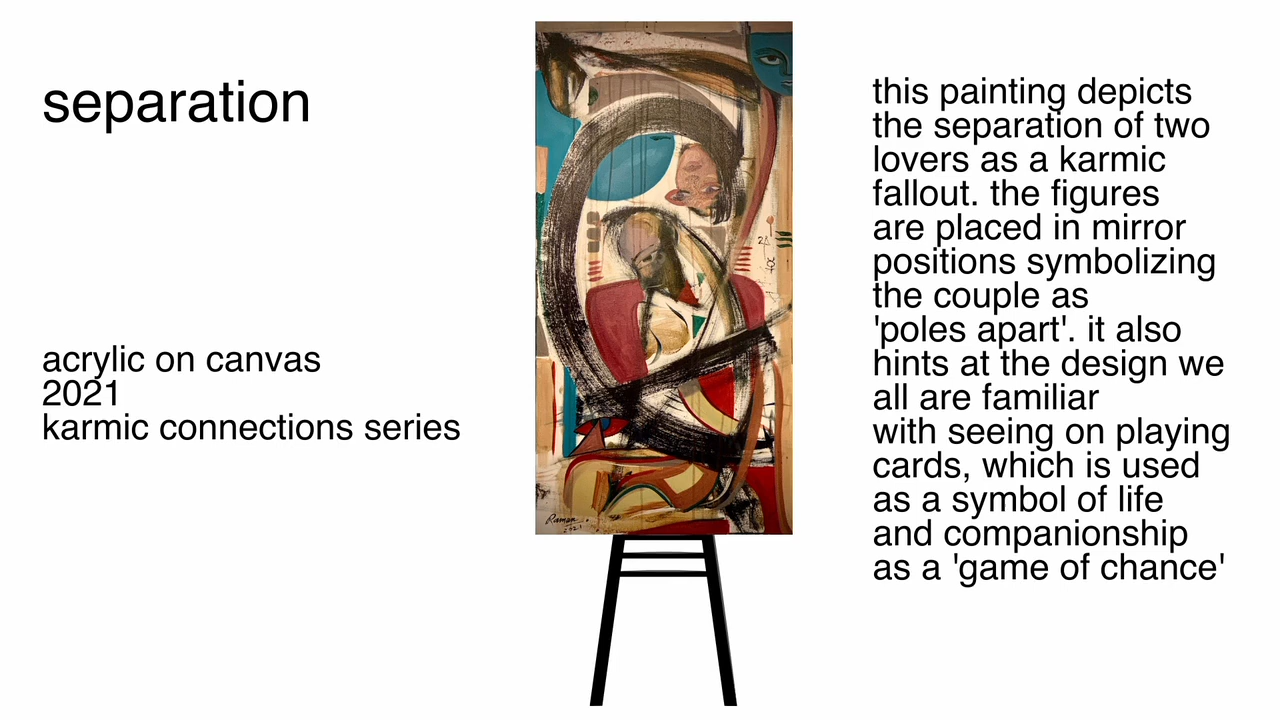 separation
acrylic on canvas
2021
karmic connections series
Raman
2021
this painting depicts
the separation of two
lovers as a karmic
fallout. the figures
are placed in mirror
positions symbolizing
the couple as
'poles apart'. it also
hints at the design we
all are familiar
with seeing on playing
cards, which is used
as a symbol of life
and companionship
as a 'game of chance'